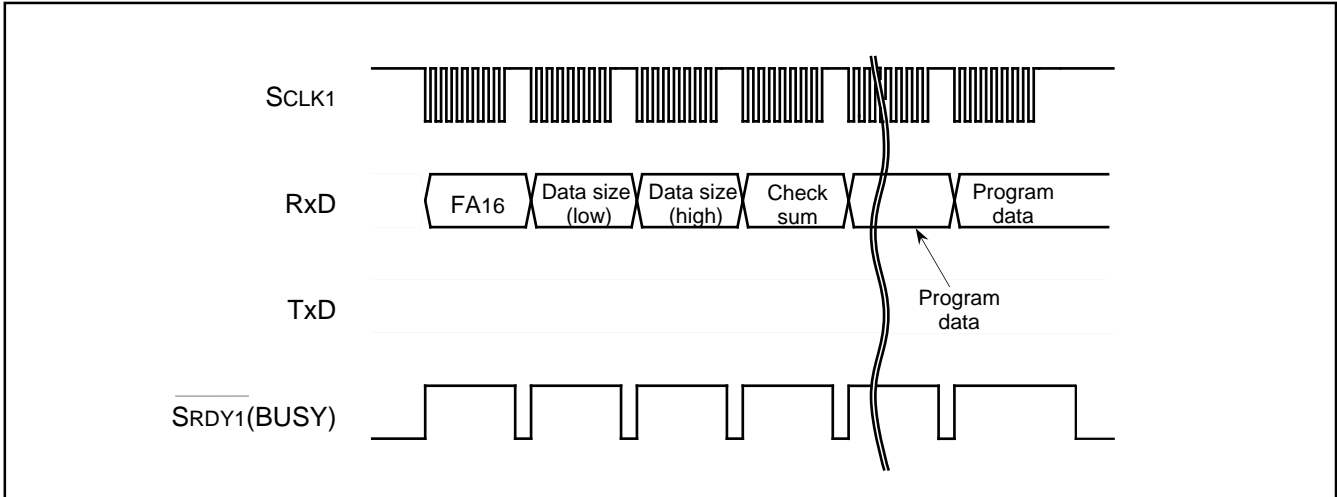 SCLK1
RxD
FA16
Data size
(low)
Data size
(high)
Check
sum
Program
data
Program
data
TxD
SRDY1(BUSY)